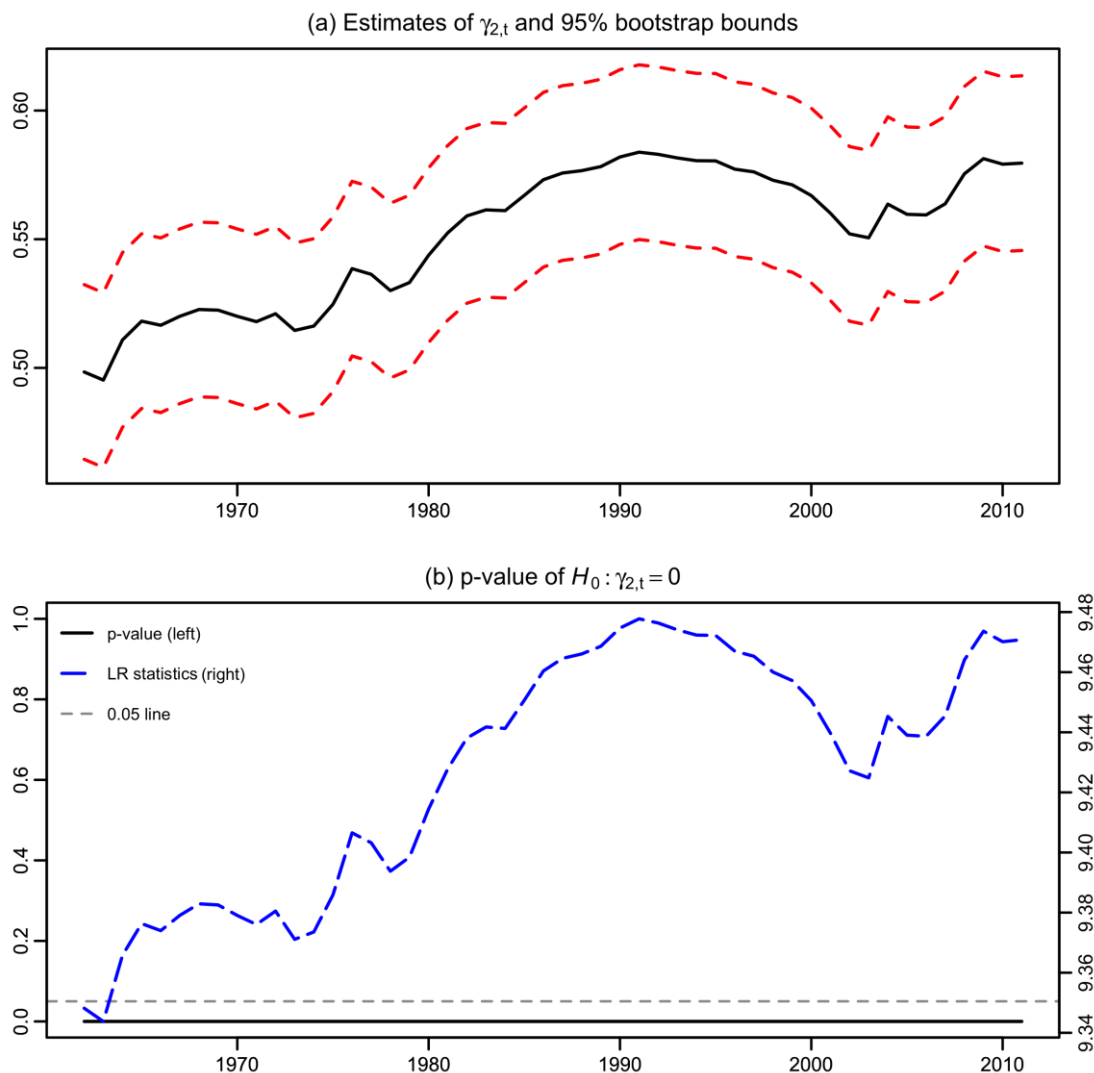 (a) Estimates of γ2,t and 95% bootstrap bounds
0.60
0.55
0.50
1970 1980 1990 2000 2010
(b) p-value of H0 : γ2,t = 0
1.0
0.8
0.6
0.4
0.2
0.0
p-value (left)
LR statistics (right)
0.05 line
9.48
9.46
9.44
9.42
9.40
9.38
9.36
9.34
1970 1980 1990 2000 2010